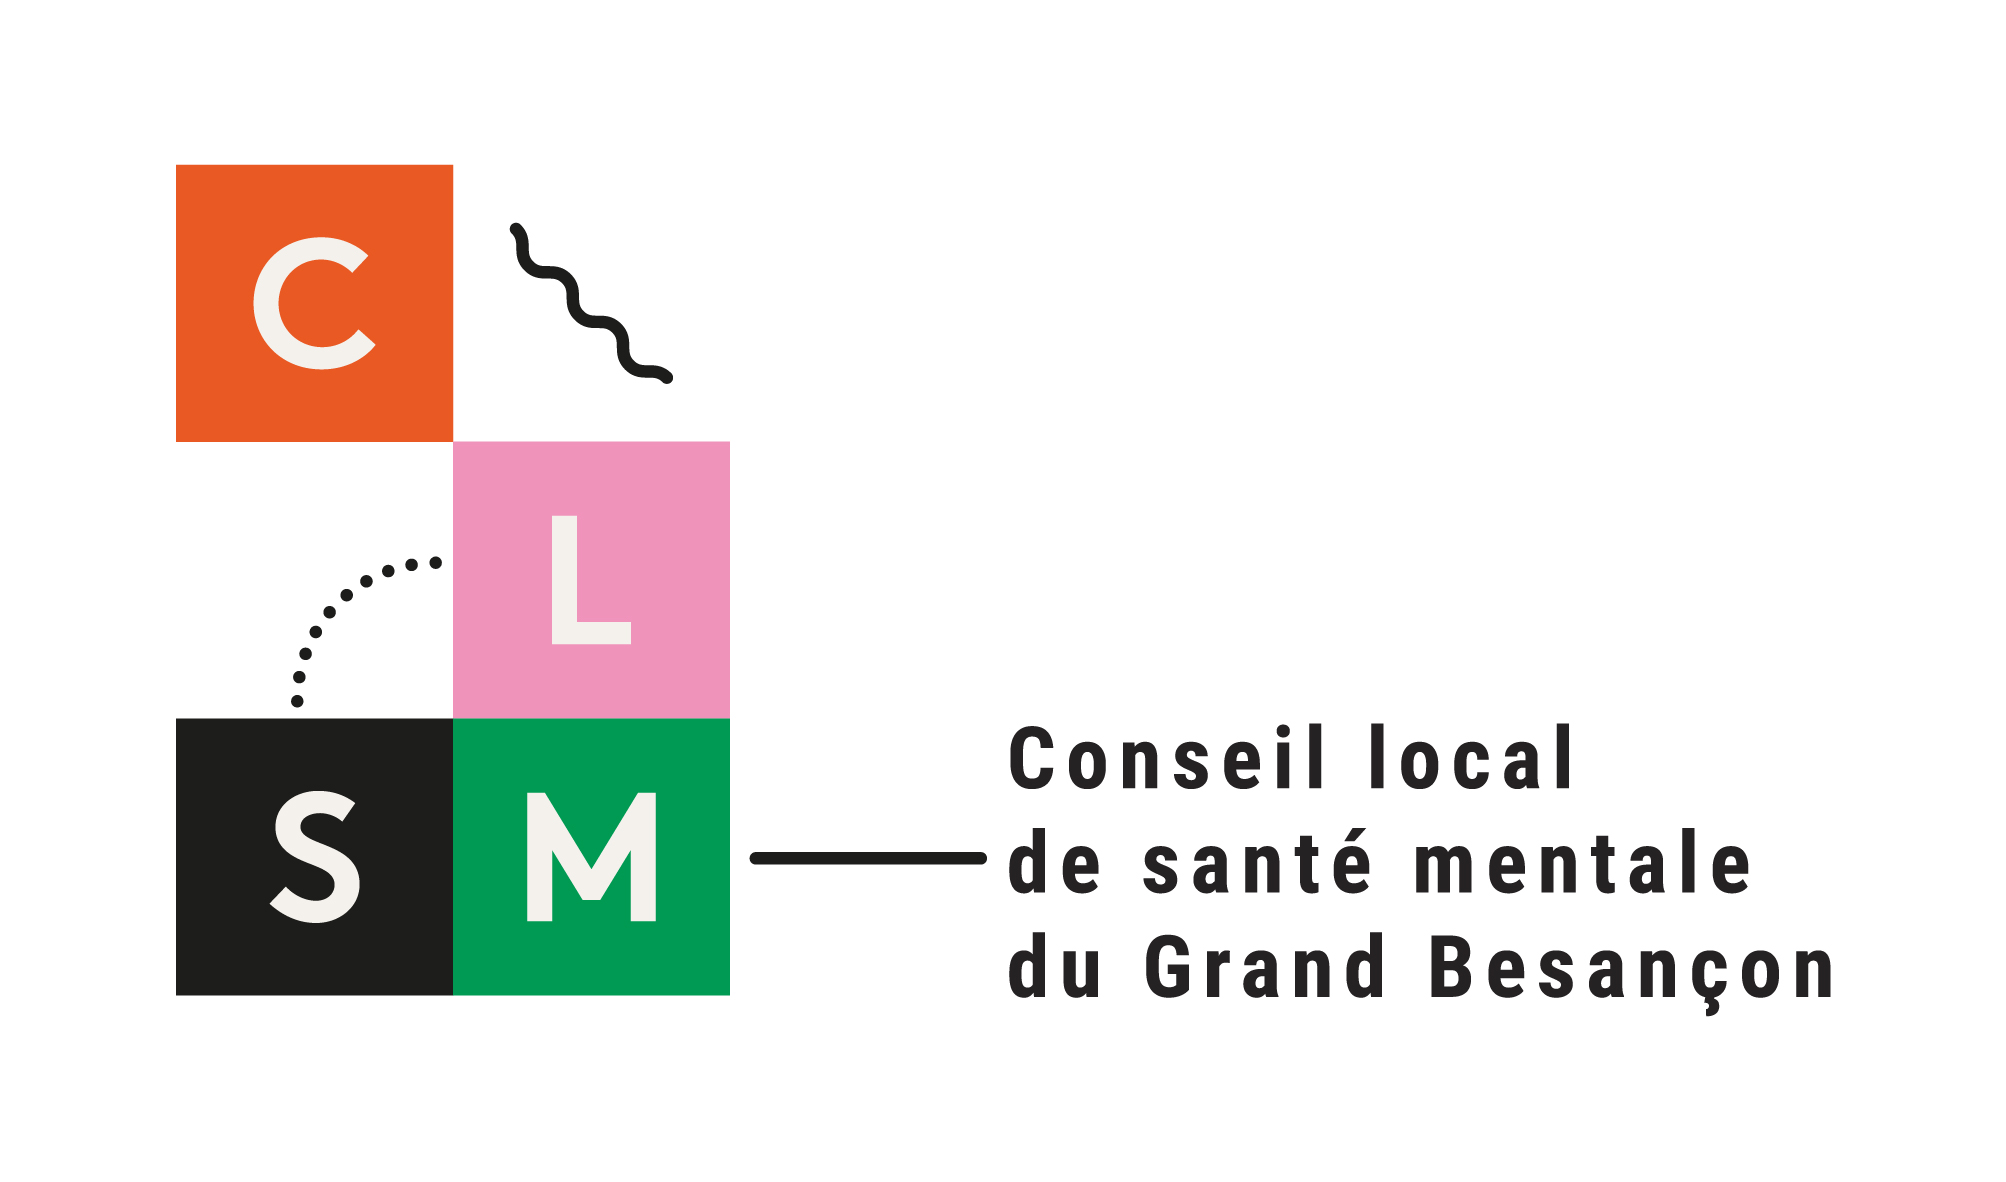 C
L
S M
Conseil local
de santé mentale
du Grand Besançon